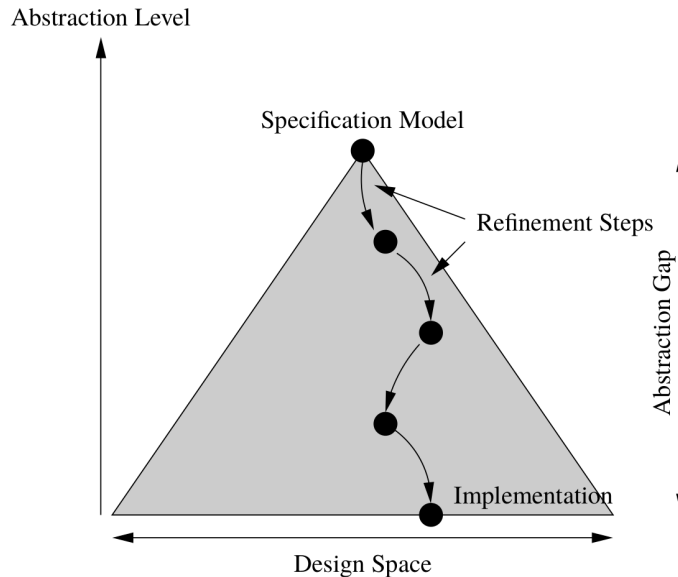 Abstraction Level
Specification Model
Refinement Steps
Abstraction Gap
Implementation
Design Space